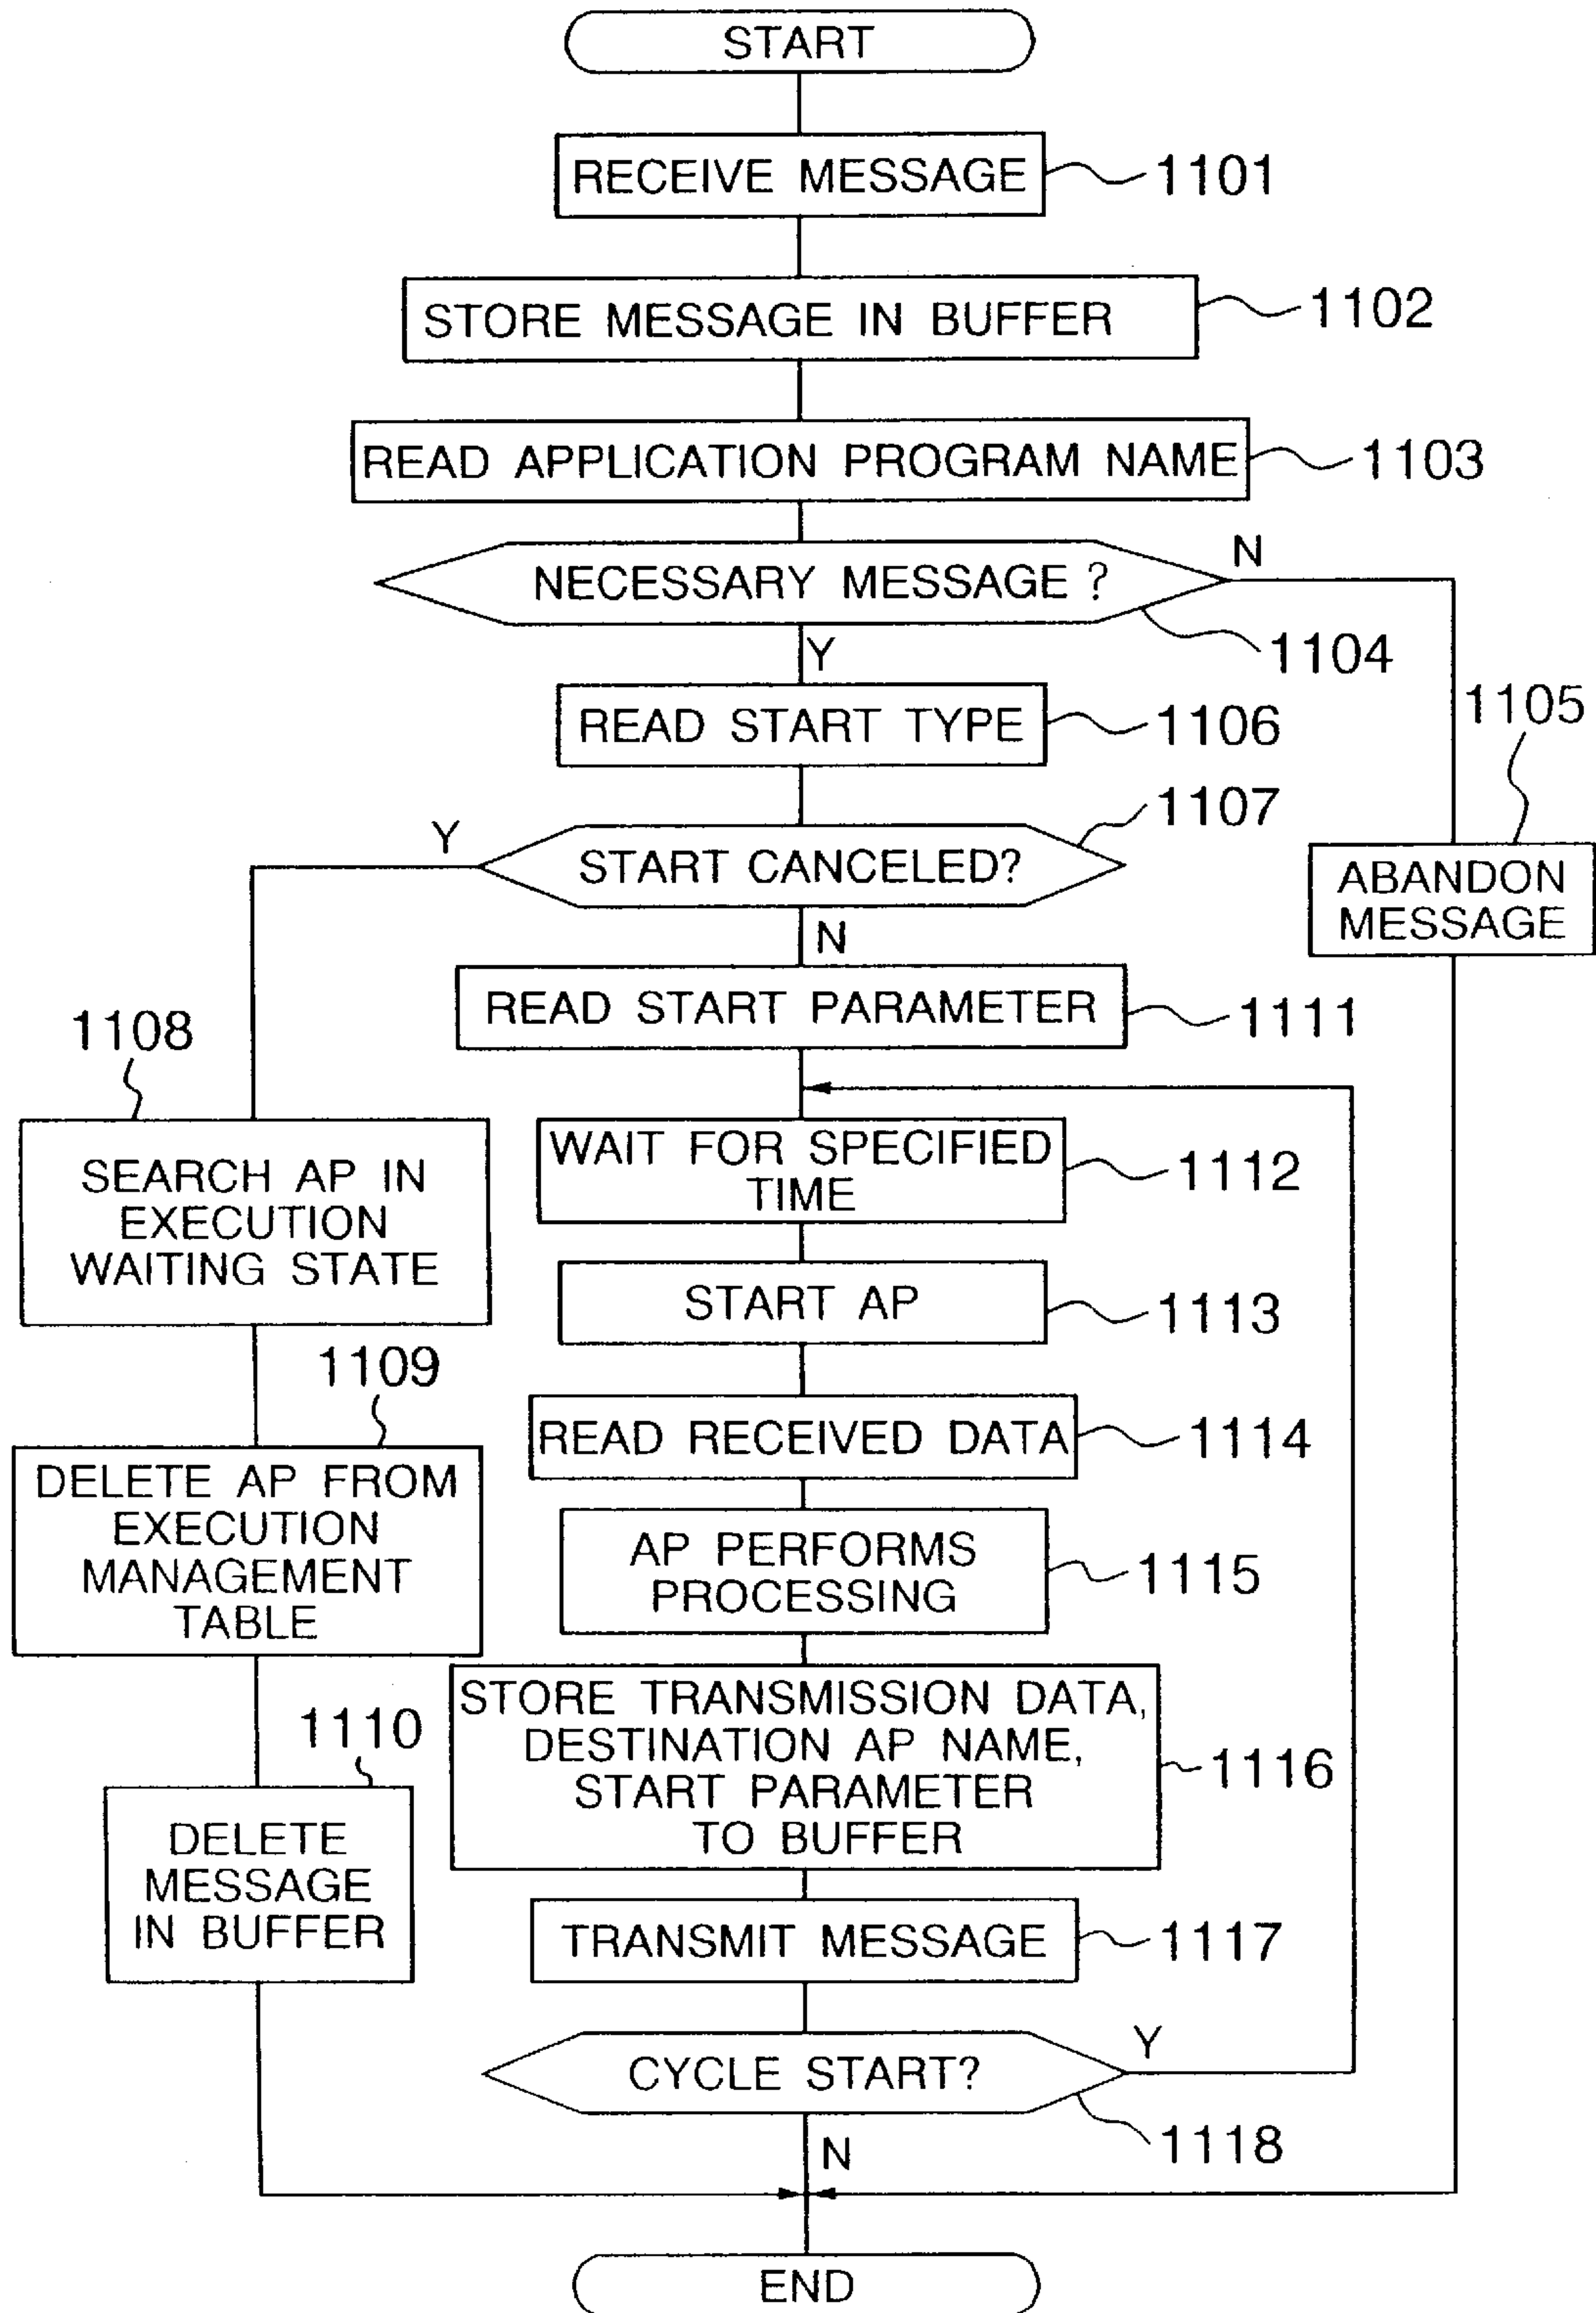 START
RECEIVE MESSAGE
1101
STORE MESSAGE IN BUFFER
1102
READ APPLICATION PROGRAM NAME
1103
NECESSARY MESSAGE ?
N
1104
Y
READ START TYPE
1106
1105
1107
Y
START CANCELED?
ABANDON
MESSAGE
N
READ START PARAMETER
1111
1108
SEARCH AP IN
EXECUTION
WAITING STATE
WAIT FOR SPECIFIED
TIME
1112
START AP
1113
1109
READ RECEIVED DATA
1114
DELETE AP FROM
EXECUTION
MANAGEMENT
TABLE
AP PERFORMS
PROCESSING
1115
STORE TRANSMISSION DATA,
DESTINATION AP NAME,
START PARAMETER
TO BUFFER
1116
1110
DELETE
MESSAGE
IN BUFFER
TRANSMIT MESSAGE
1117
CYCLE START?
Y
1118
N
END